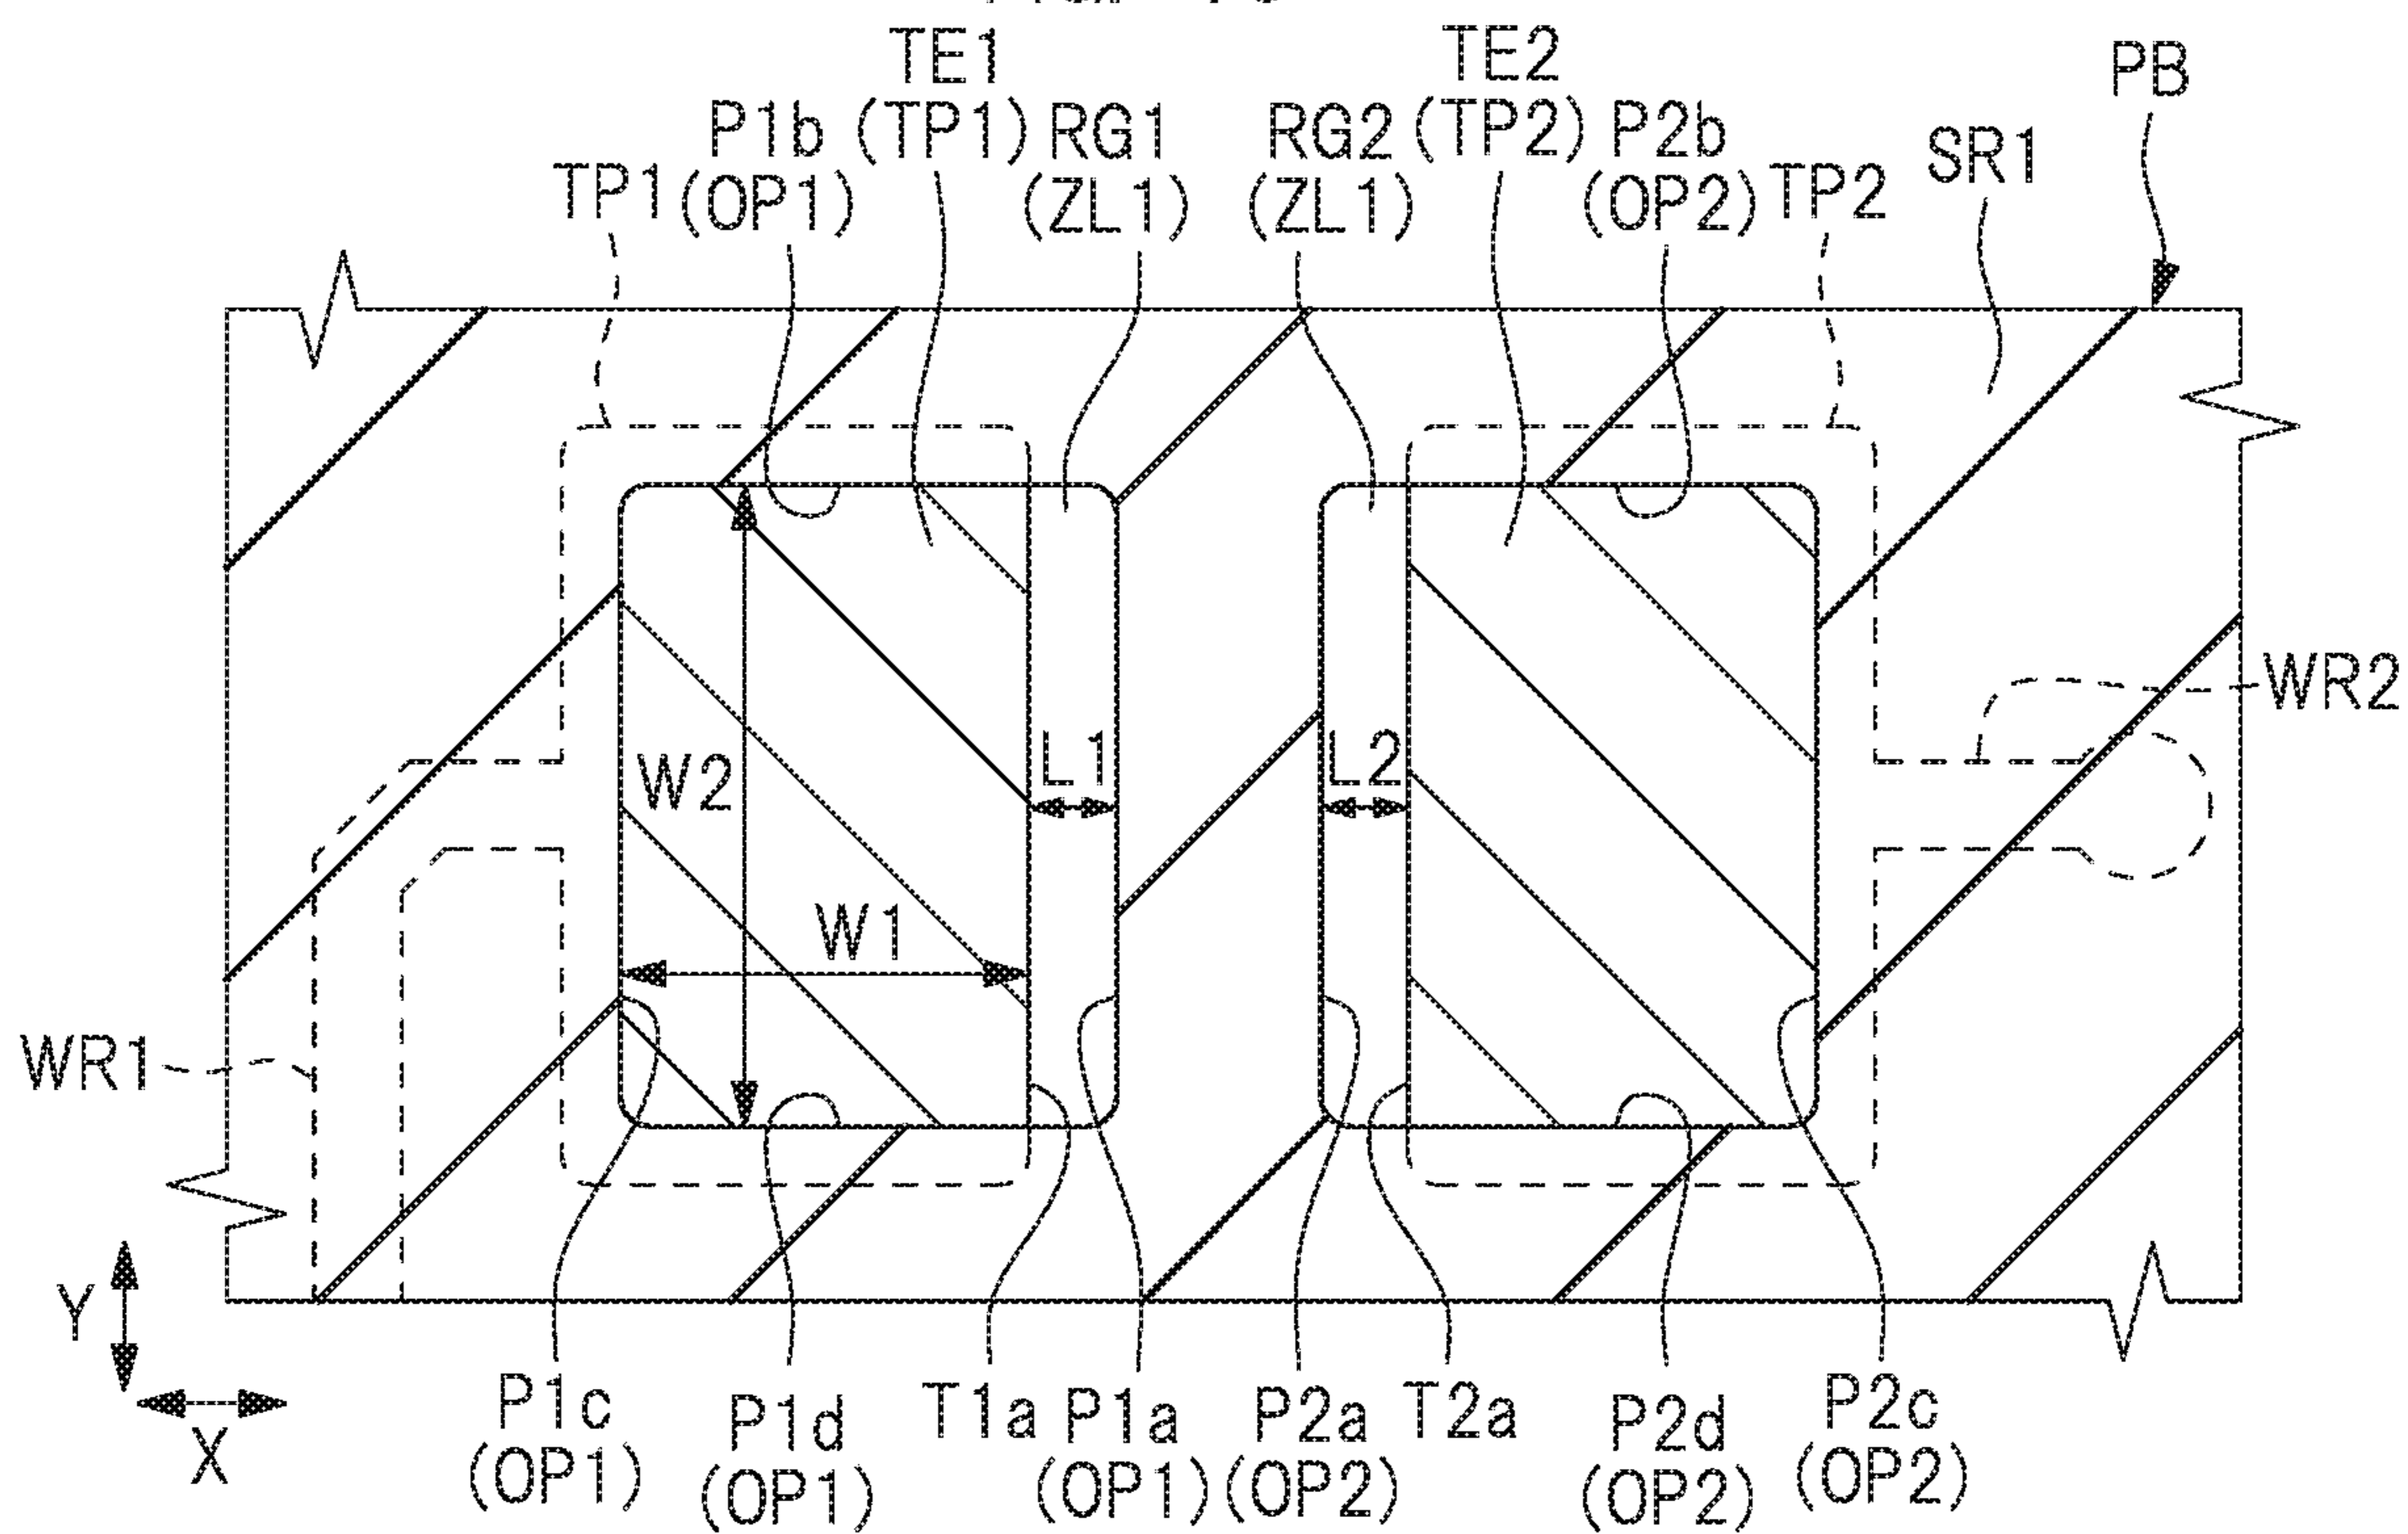 TE1 TE2 PB
P1b (TP1) RG1 RG2 (TP2) P2b SR1
TP1 (OP1) (ZL1) (ZL1) (OP2) TP2
WR2
W2 L1 L2
W1
WR1
Y
X
P1c P1d T1a P1a P2a T2a P2d P2c
(OP1) (OP1) (OP1) (OP2) (OP2) (OP2)